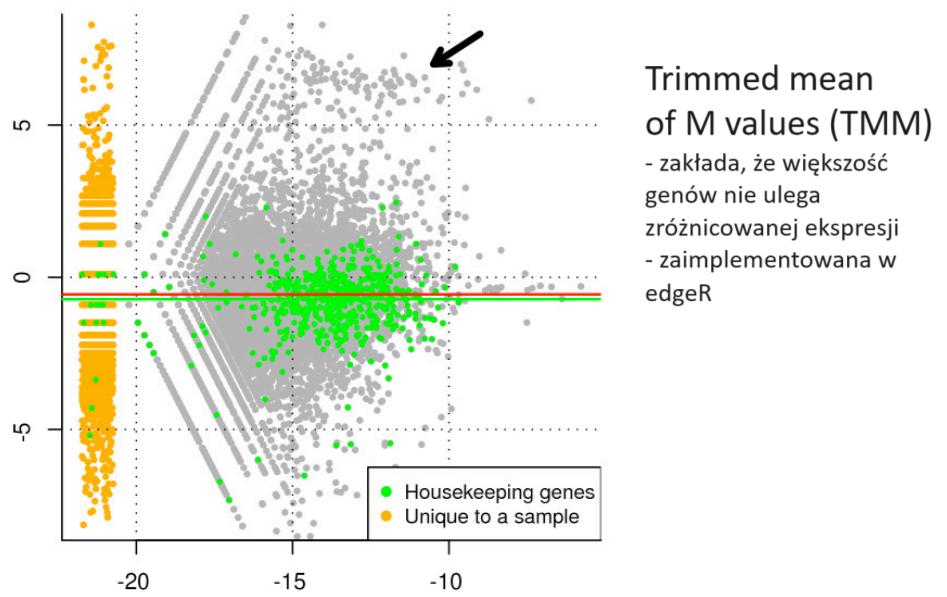 5
0
-5
-20
-15
-10
Housekeeping genes
Unique to a sample
Trimmed mean
of M values (TMM)
- zakłada, że większość
genów nie ulega
zróżnicowanej ekspresji
- zaimplementowana w
edgeR